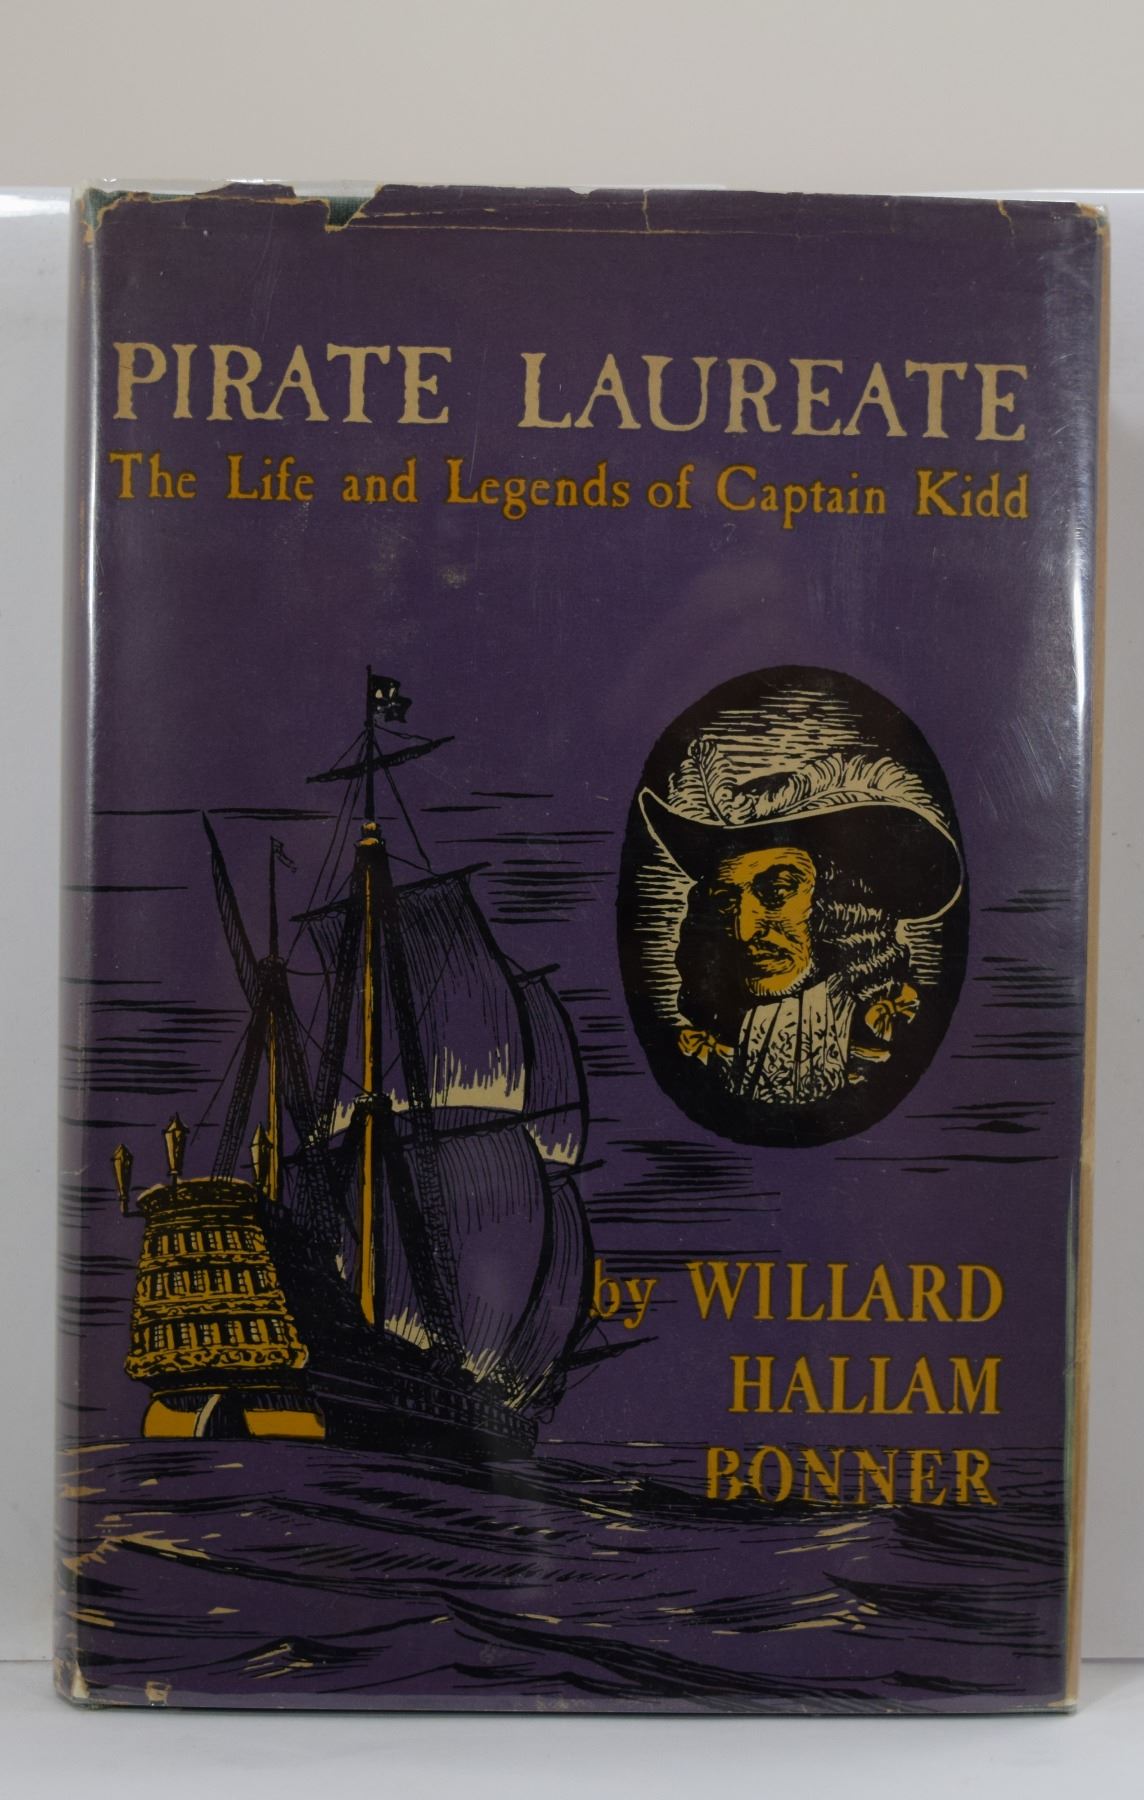 PIRATE LAUREATE
The Life and Legends of Captain Kidd
by WILLARD
HALLAM
BONNER